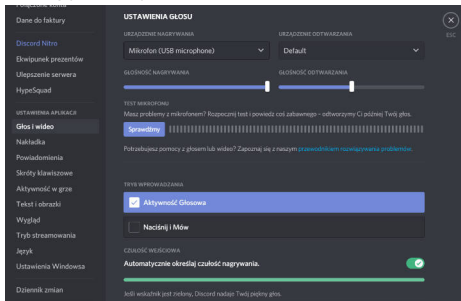 Połączone konta
Dane do faktury
Discord Nitro
Ekwipunek prezentów
Ulepszenie serwera
HypeSquad
USTAWIENIA APLIKACJI
Głos i wideo
Nakładka
Powiadomienia
Skróty klawiszowe
Aktywność w grze
Tekst i obrazki
Wygląd
Tryb streamowania
Język
Ustawienia Windowsa
Dziennik zmian
USTAWIENIA GŁOSU
URZĄDZENIE NAGRYWANIA
URZĄDZENIE ODTWARZANIA
Mikrofon (USB microphone)
Default
GŁOŚNOŚĆ NAGRYWANIA
GŁOŚNOŚĆ ODTWARZANIA
TEST MIKROFONU
Masz problemy z mikrofonem? Rozpocznij test i powiedz coś zabawnego – odtworzymy Ci później Twój głos.
Sprawdźmy
Potrzebujesz pomocy z głosem lub wideo? Zapoznaj się z naszym przewodnikiem rozwiązywania problemów.
TRYB WPROWADZANIA
Aktywność Głosowa
Naciśnij i Mów
CZUŁOŚĆ WEJŚCIOWA
Automatycznie określaj czułość nagrywania.
Jeśli wskaźnik jest zielony, Discord nadaje Twój piękny głos.
ESC